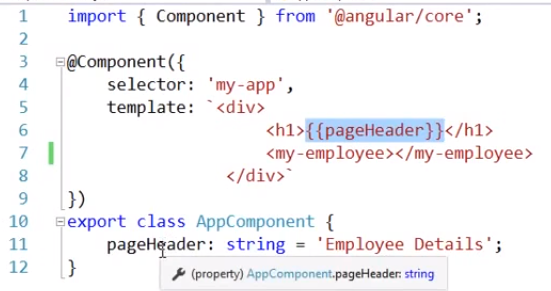 1 import { Component } from '@angular/core';
2
3 @Component({
4 selector: 'my-app',
5 template: `<div>
6 <h1>{{pageHeader}}</h1>
7 <my-employee></my-employee>
8 </div>`
9 })
10 export class AppComponent {
11 pageHeader: string = 'Employee Details';
12 }
(property) AppComponent.pageHeader: string